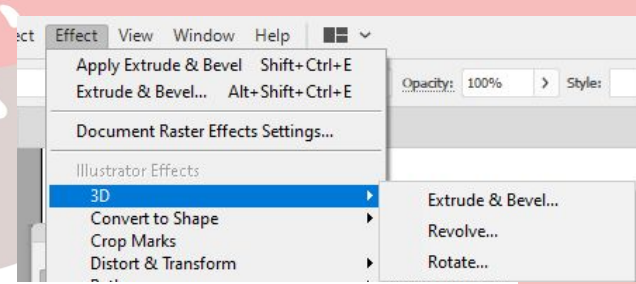 Effect View Window Help
Apply Extrude & Bevel Shift+Ctrl+E
Extrude & Bevel... Alt+Shift+Ctrl+E
Opacity: 100% > Style:
Document Raster Effects Settings...
Illustrator Effects
3D
Extrude & Bevel...
Convert to Shape
Revolve...
Crop Marks
Distort & Transform
Rotate...